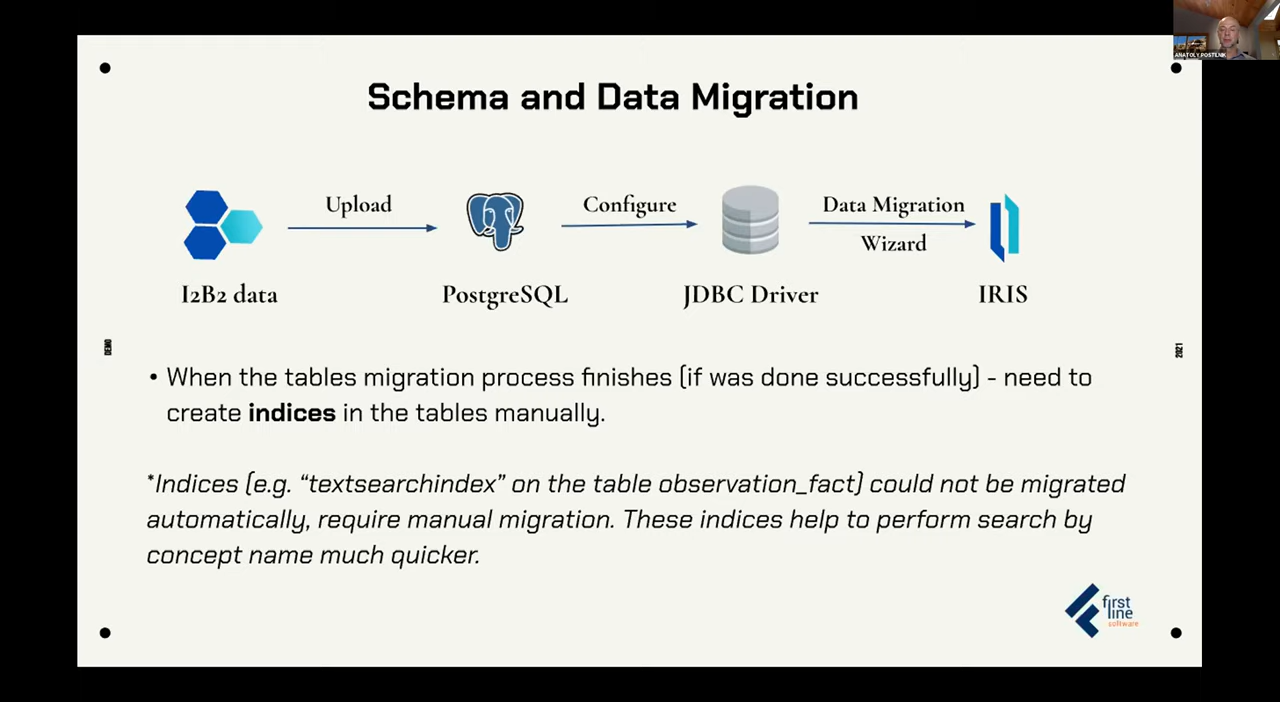 ANATOLY POSTILNIK
Schema and Data Migration
Upload
Configure
Data Migration
Wizard
I2B2 data
PostgreSQL
JDBC Driver
IRIS
DEMO
2021
• When the tables migration process finishes (if was done successfully) - need to
create indices in the tables manually.
*Indices (e.g. “textsearchindex” on the table observation_fact) could not be migrated
automatically, require manual migration. These indices help to perform search by
concept name much quicker.
first
line
software